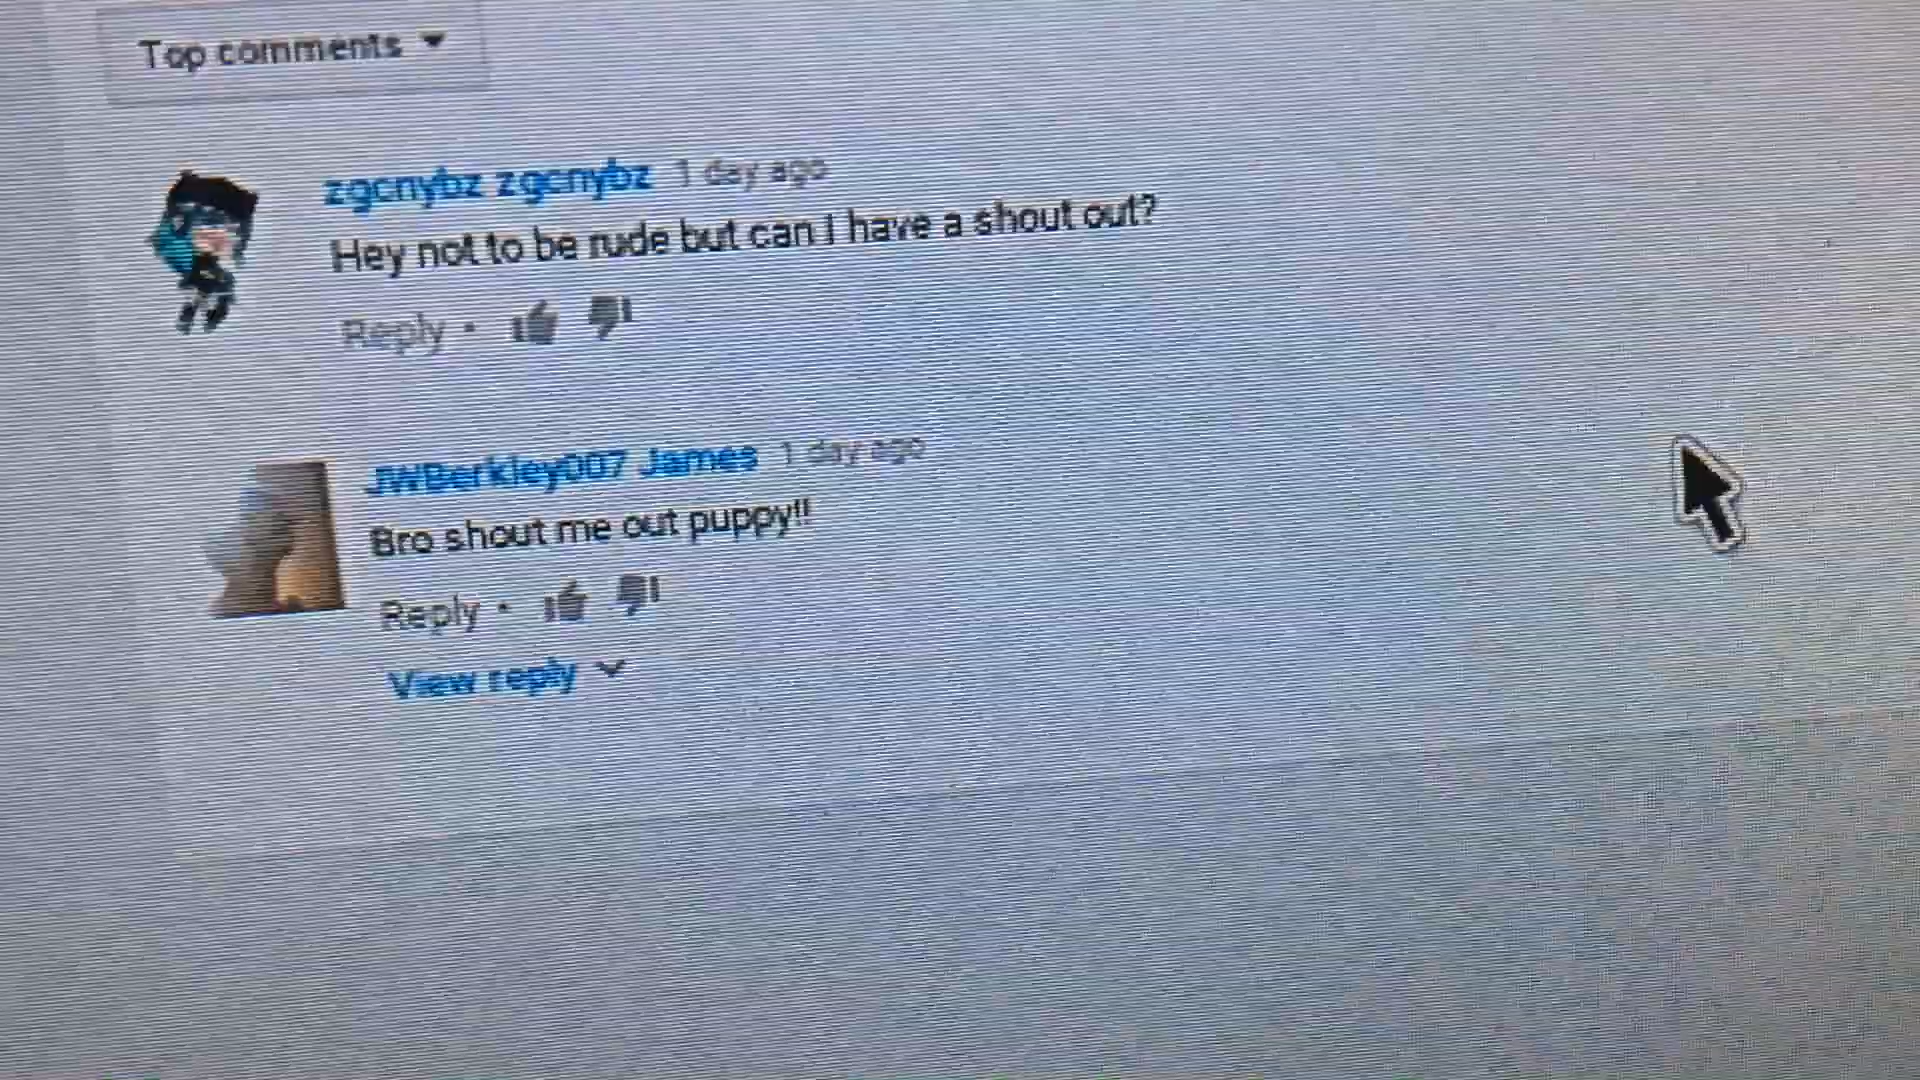 Top comments
zgcnybz zgcnybz 1 day ago
Hey not to be rude but can I have a shout out?
Reply
JWBerkley007 James 1 day ago
Bro shout me out puppy!!
Reply
View reply